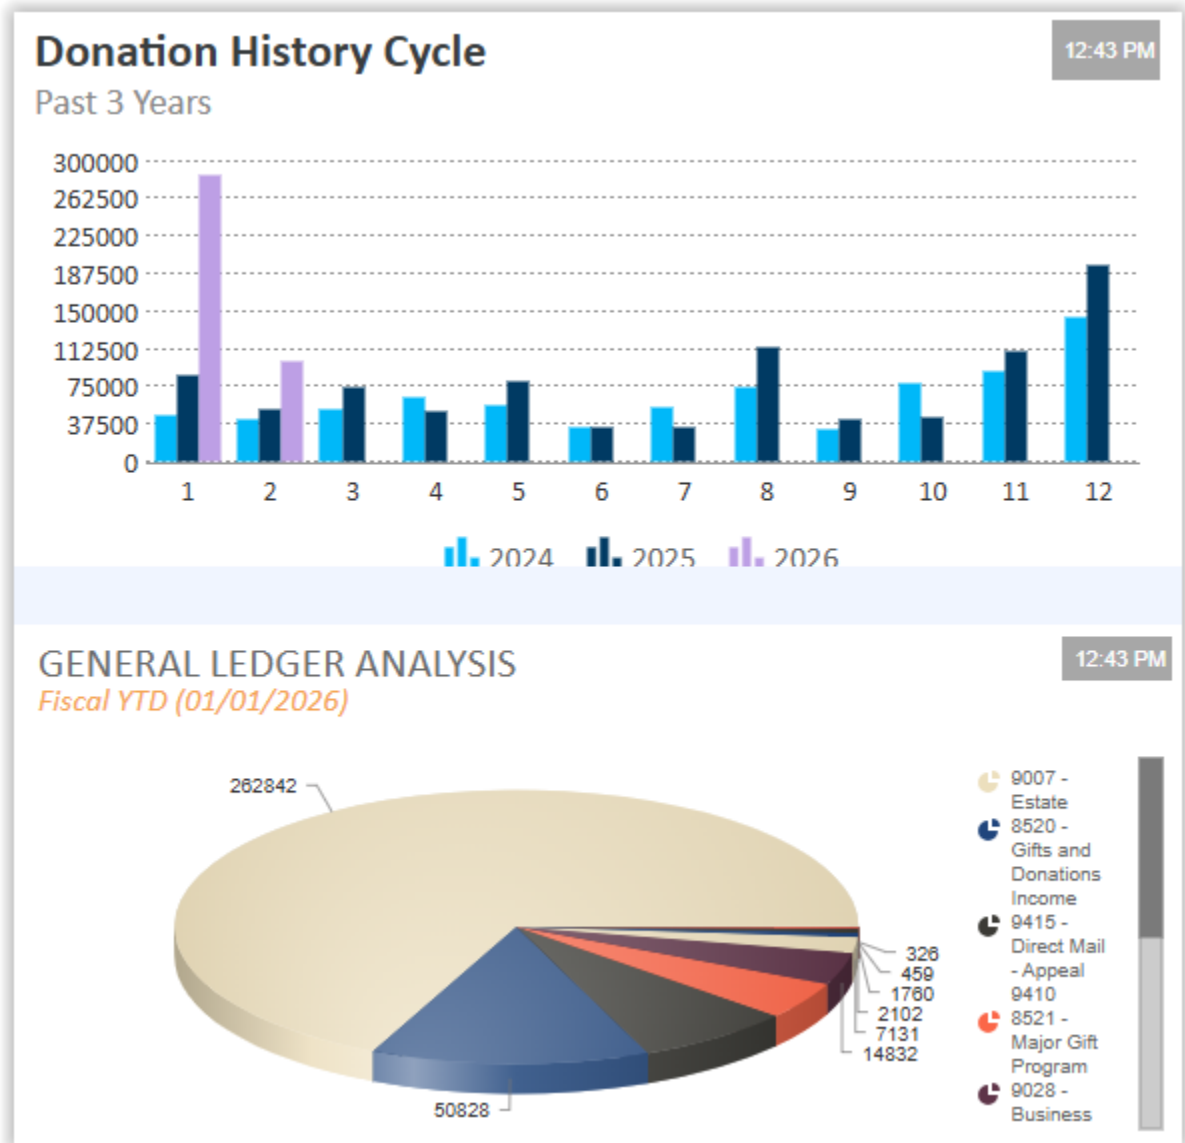 Donation History Cycle
12:43 PM
Past 3 Years
300000
262500
225000
187500
150000
112500
75000
37500
0
1 2 3 4 5 6 7 8 9 10 11 12
2024 2025 2026
GENERAL LEDGER ANALYSIS
12:43 PM
Fiscal YTD (01/01/2026)
262842
326
459
1760
2102
7131
14832
50828
9007 -
Estate
8520 -
Gifts and
Donations
Income
9415 -
Direct Mail
- Appeal
9410
8521 -
Major Gift
Program
9028 -
Business